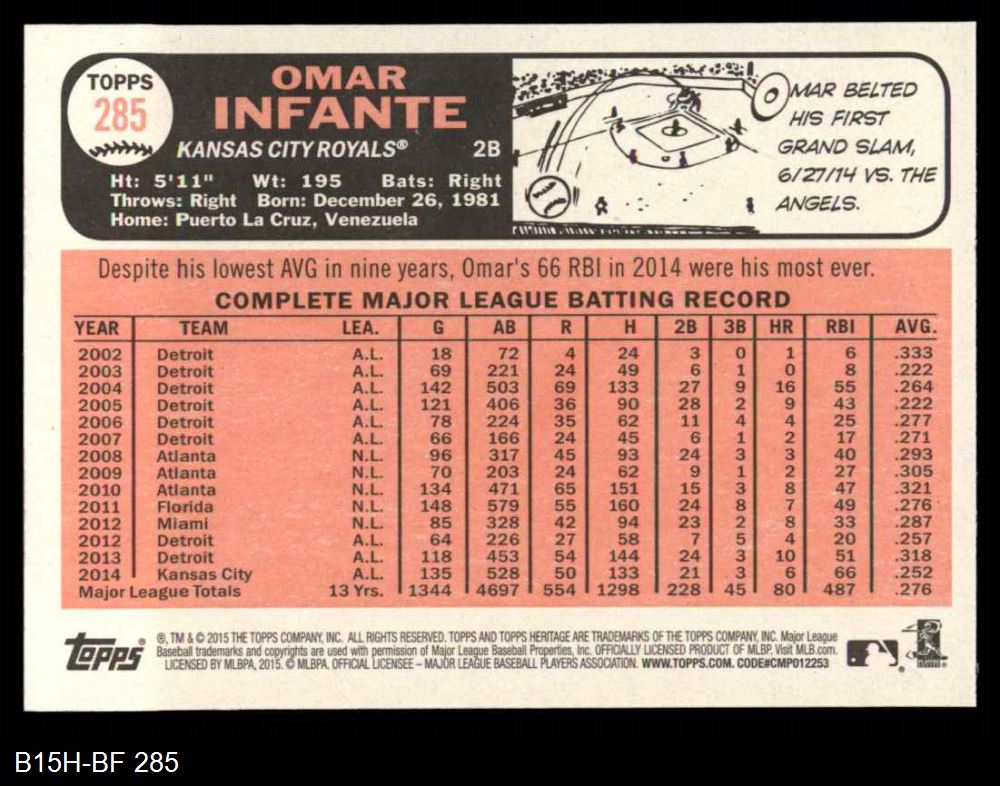 TOPPS
285
OMAR
INFANTE
KANSAS CITY ROYALS® 2B
Ht: 5'11" Wt: 195 Bats: Right
Throws: Right Born: December 26, 1981
Home: Puerto La Cruz, Venezuela
OMAR BELTED
HIS FIRST
GRAND SLAM,
6/27/14 VS. THE
ANGELS.
Despite his lowest AVG in nine years, Omar's 66 RBI in 2014 were his most ever.
COMPLETE MAJOR LEAGUE BATTING RECORD
YEAR TEAM LEA. G AB R H 2B 3B HR RBI AVG.
2002 Detroit A.L. 18 72 4 24 3 0 1 6 .333
2003 Detroit A.L. 69 221 24 49 6 1 0 8 .222
2004 Detroit A.L. 142 503 69 133 27 9 16 55 .264
2005 Detroit A.L. 121 406 36 90 28 2 9 43 .222
2006 Detroit A.L. 78 224 35 62 11 4 4 25 .277
2007 Detroit A.L. 66 166 24 45 6 1 2 17 .271
2008 Atlanta N.L. 96 317 45 93 24 3 3 40 .293
2009 Atlanta N.L. 70 203 24 62 9 1 2 27 .305
2010 Atlanta N.L. 134 471 65 151 15 3 8 47 .321
2011 Florida N.L. 148 579 55 160 24 8 7 49 .276
2012 Miami N.L. 85 328 42 94 23 2 8 33 .287
2012 Detroit A.L. 64 226 27 58 7 5 4 20 .257
2013 Detroit A.L. 118 453 54 144 24 3 10 51 .318
2014 Kansas City A.L. 135 528 50 133 21 3 6 66 .252
Major League Totals 13 Yrs. 1344 4697 554 1298 228 45 80 487 .276
Topps®
®, TM & © 2015 THE TOPPS COMPANY, INC. ALL RIGHTS RESERVED. TOPPS AND TOPPS HERITAGE ARE TRADEMARKS OF THE TOPPS COMPANY, INC. Major League
Baseball trademarks and copyrights are used with permission of Major League Baseball Properties, Inc. OFFICIALLY LICENSED PRODUCT OF MLBP. Visit MLB.com.
LICENSED BY MLBPA, 2015. © MLBPA. OFFICIAL LICENSEE – MAJOR LEAGUE BASEBALL PLAYERS ASSOCIATION. WWW.TOPPS.COM. CODE#CMP012253
B15H-BF 285